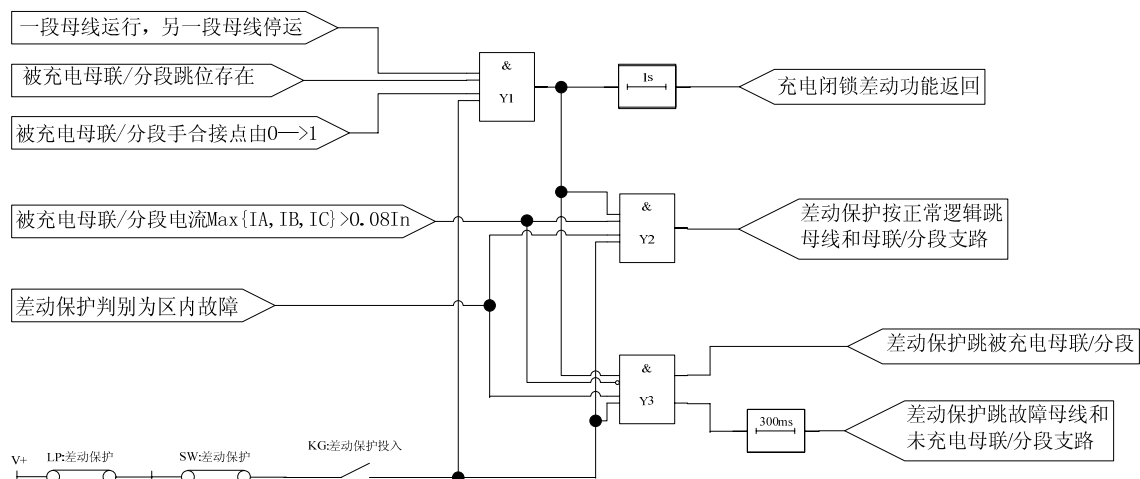 一段母线运行，另一段母线停运
被充电母联/分段跳位存在
被充电母联/分段手合接点由0—>1
&
Y1
1s
充电闭锁差动功能返回
被充电母联/分段电流Max{IA,IB,IC}>0.08In
&
Y2
差动保护按正常逻辑跳
母线和母联/分段支路
差动保护判别为区内故障
&
Y3
差动保护跳被充电母联/分段
300ms
差动保护跳故障母线和
未充电母联/分段支路
V+
LP:差动保护
SW:差动保护
KG:差动保护投入